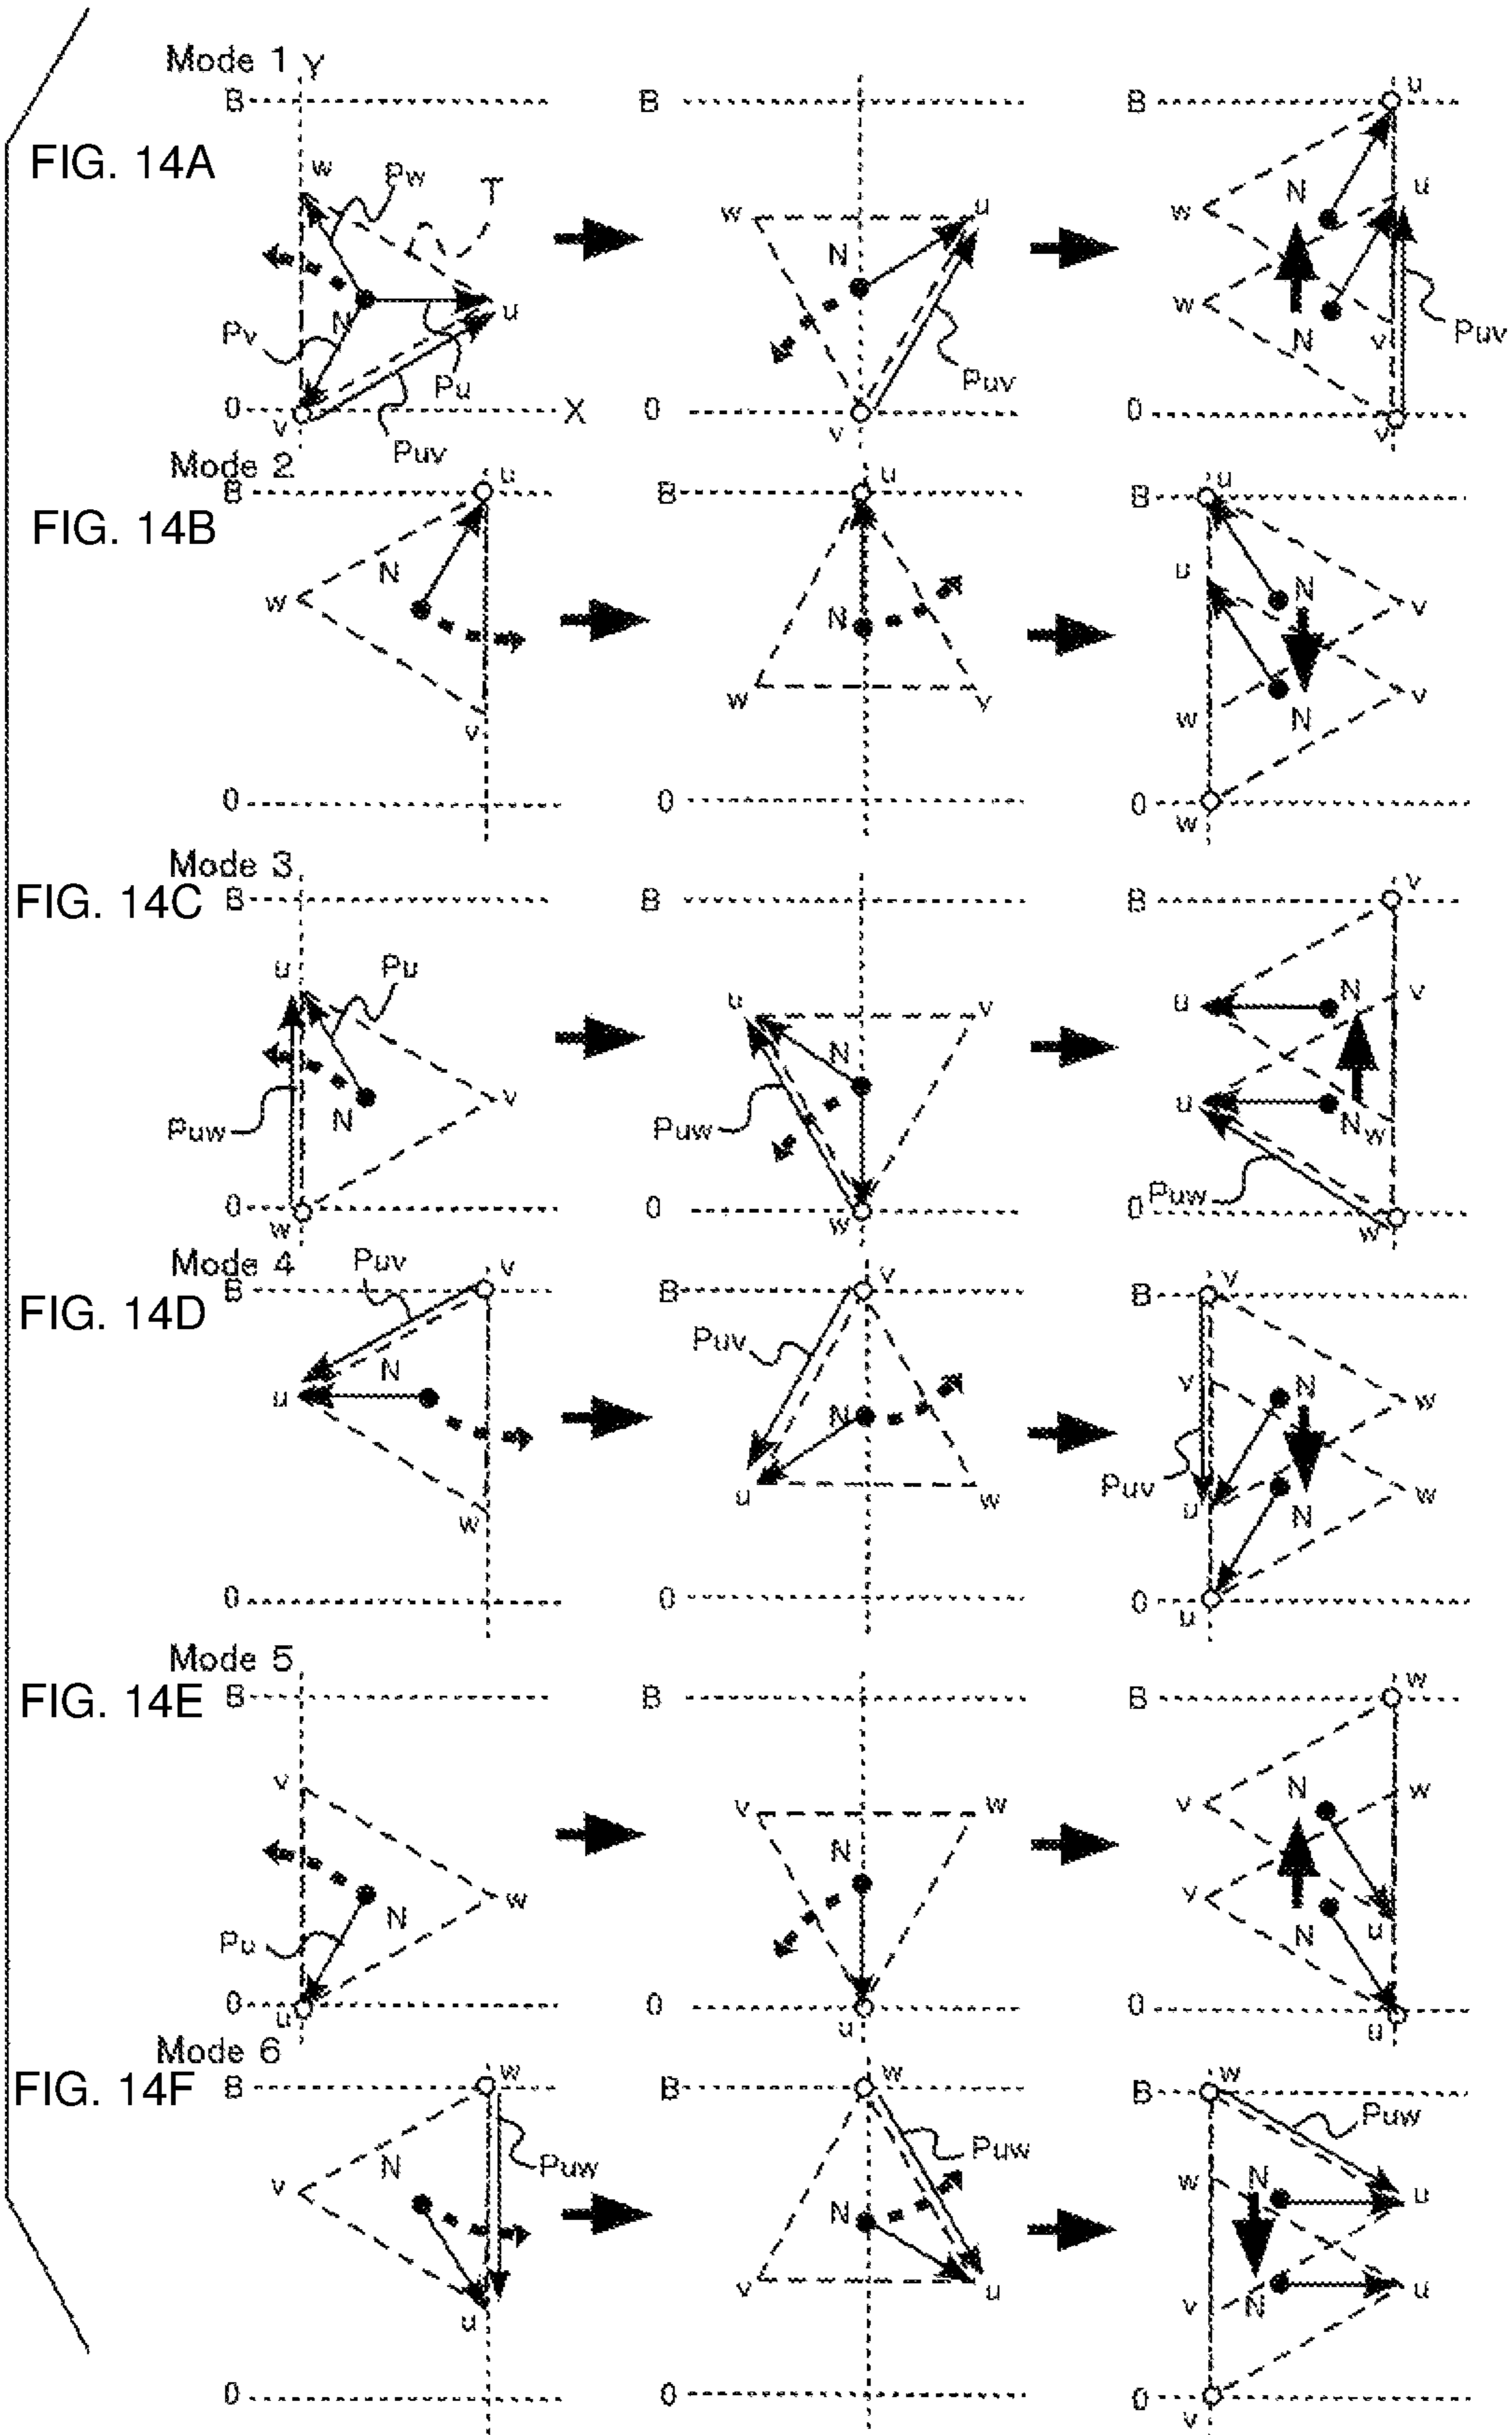 Mode 1 Y
B B B u
FIG. 14A
w Pw T
w u w N u
N N w
Pv u N v Puv
Pu Puv
0 v X 0 v 0 v
Puv
Mode 2
B u B u B u
FIG. 14B
N u N v
w N w v
w v w N
v
0 0 0 w
Mode 3
FIG. 14C B B B v
u Pu u v u N v
N
Puw N v Puw u N w
0 w 0 w 0 Puw w
Mode 4 Puv
B v B v B v
FIG. 14D
N Puv v N w
u N Puv u w
w u w N
0 0 0 u
Mode 5
FIG. 14E B B B w
v v w N w
N v
w v
Pu N N u
0 u 0 u 0 u
Mode 6
FIG. 14F B w B w B w
Puw
N Puw Puw w N u
v N
u v u v N u
0 0 0 v